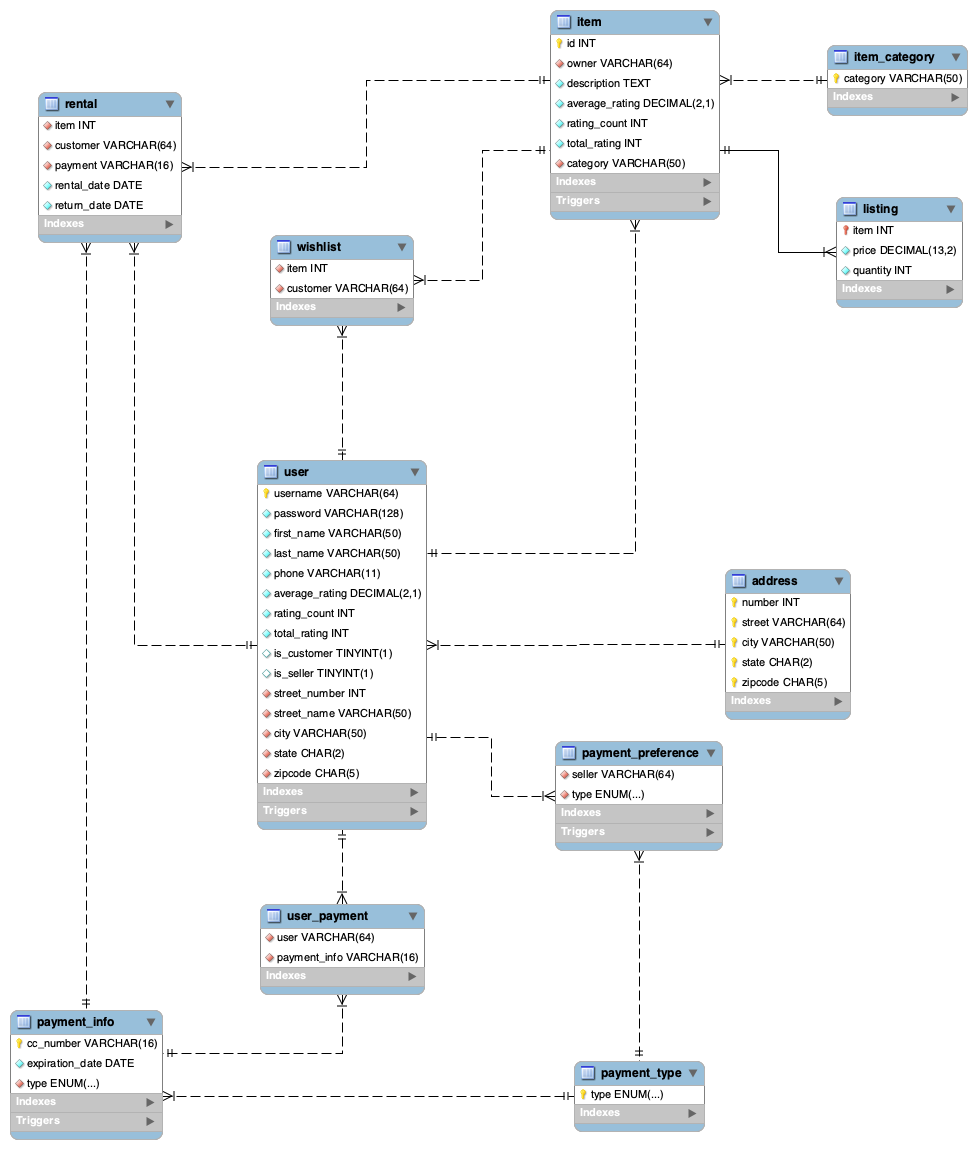 item
id INT
owner VARCHAR(64)
description TEXT
average_rating DECIMAL(2,1)
rating_count INT
total_rating INT
category VARCHAR(50)
Indexes
Triggers
item_category
category VARCHAR(50)
Indexes
rental
item INT
customer VARCHAR(64)
payment VARCHAR(16)
rental_date DATE
return_date DATE
Indexes
listing
item INT
price DECIMAL(13,2)
quantity INT
Indexes
wishlist
item INT
customer VARCHAR(64)
Indexes
user
username VARCHAR(64)
password VARCHAR(128)
first_name VARCHAR(50)
last_name VARCHAR(50)
phone VARCHAR(11)
average_rating DECIMAL(2,1)
rating_count INT
total_rating INT
is_customer TINYINT(1)
is_seller TINYINT(1)
street_number INT
street_name VARCHAR(50)
city VARCHAR(50)
state CHAR(2)
zipcode CHAR(5)
Indexes
Triggers
address
number INT
street VARCHAR(64)
city VARCHAR(50)
state CHAR(2)
zipcode CHAR(5)
Indexes
payment_preference
seller VARCHAR(64)
type ENUM(...)
Indexes
Triggers
user_payment
user VARCHAR(64)
payment_info VARCHAR(16)
Indexes
payment_info
cc_number VARCHAR(16)
expiration_date DATE
type ENUM(...)
Indexes
Triggers
payment_type
type ENUM(...)
Indexes